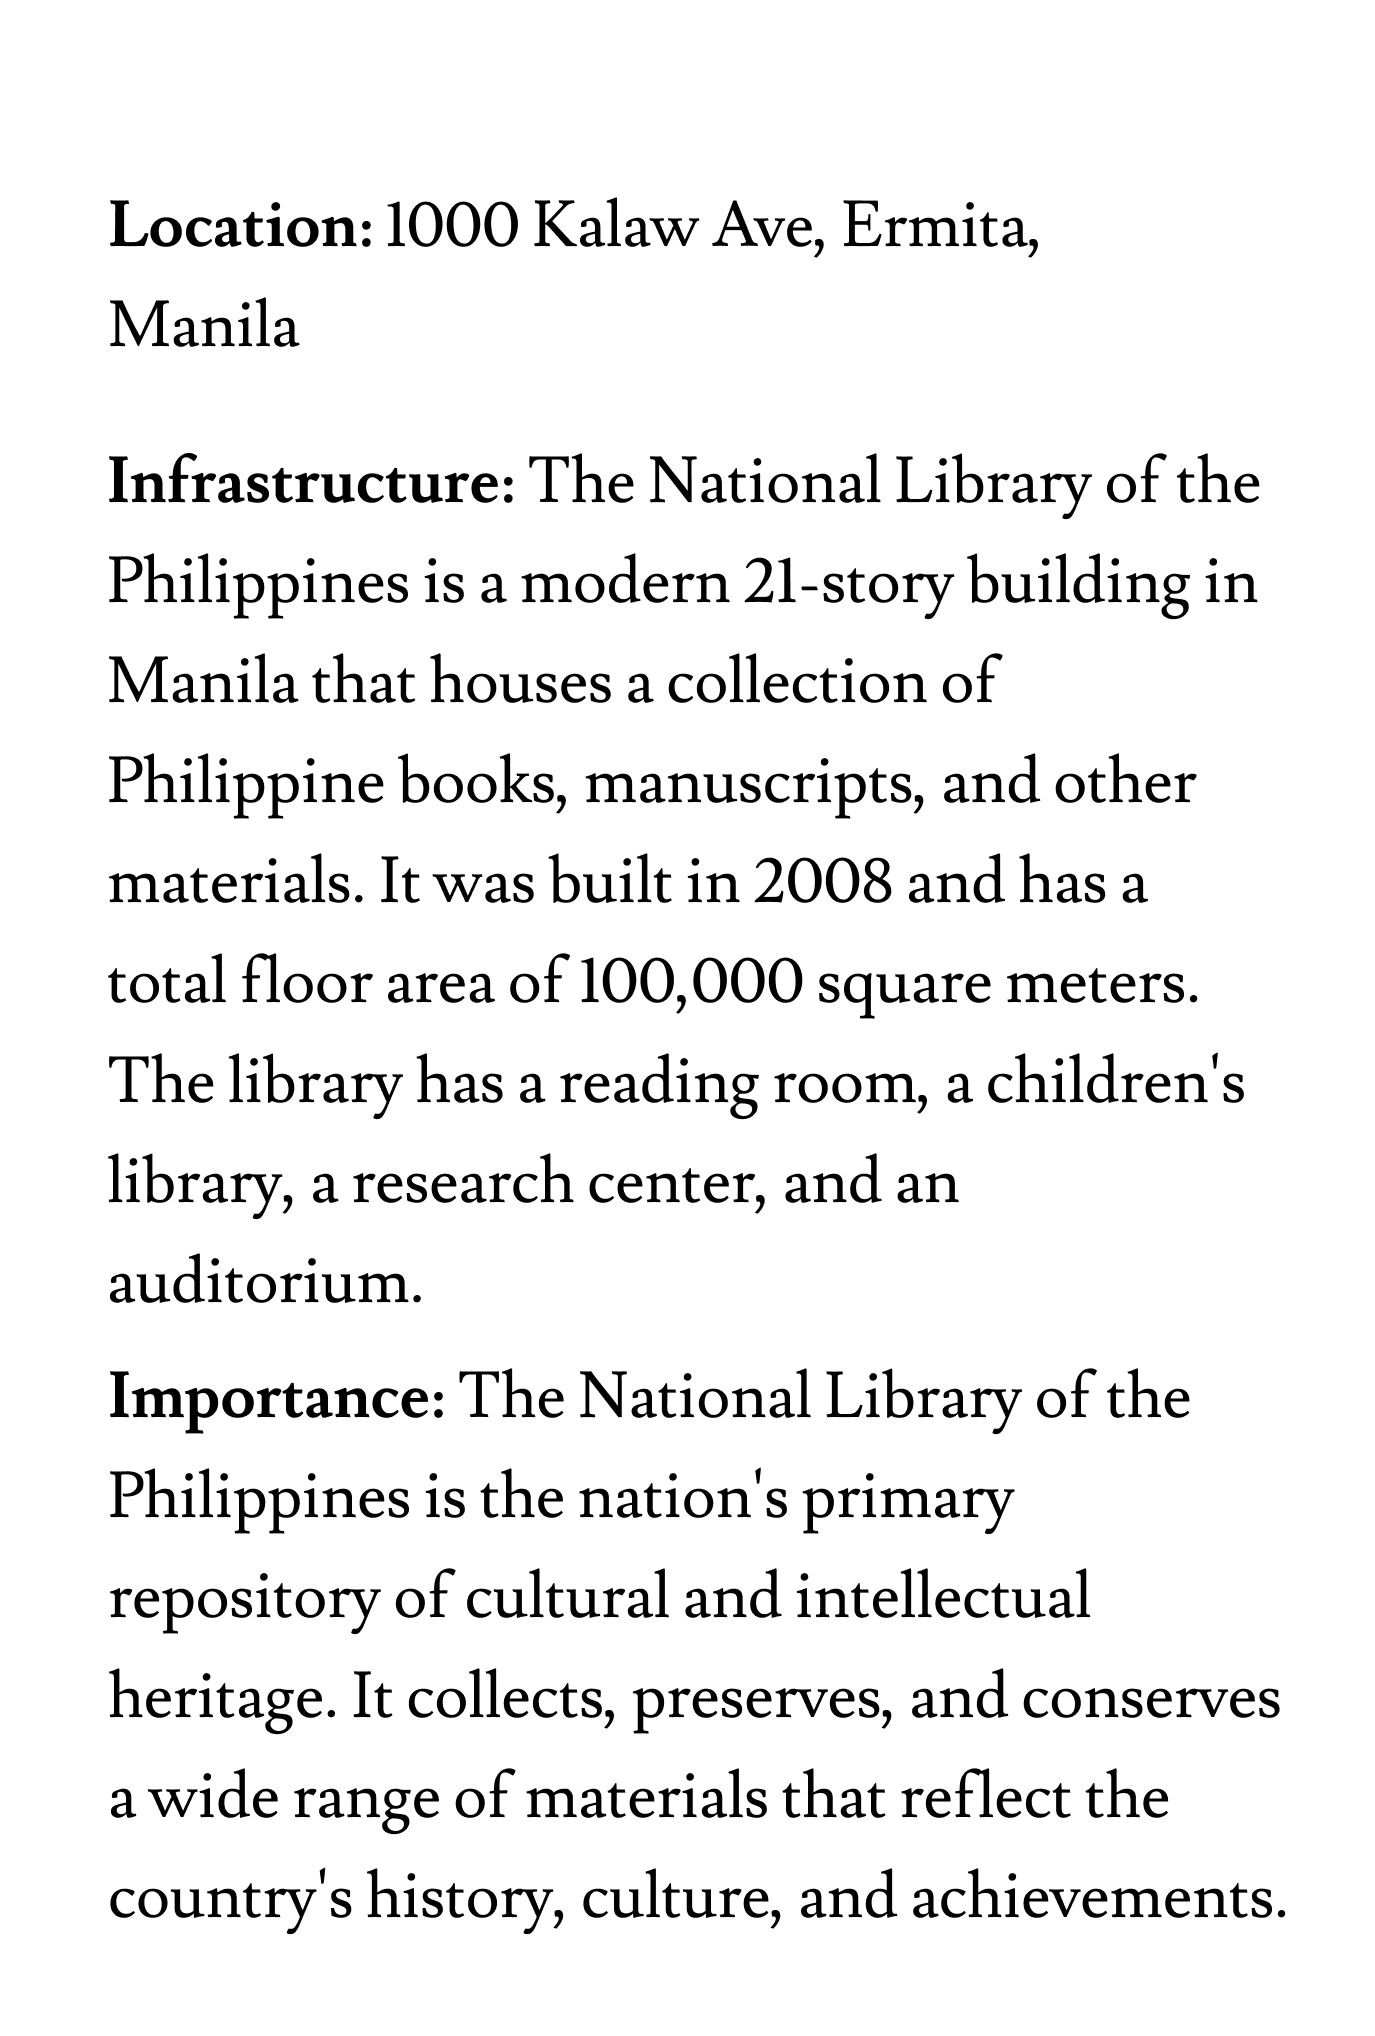 Location: 1000 Kalaw Ave, Ermita,
Manila
Infrastructure: The National Library of the
Philippines is a modern 21-story building in
Manila that houses a collection of
Philippine books, manuscripts, and other
materials. It was built in 2008 and has a
total floor area of 100,000 square meters.
The library has a reading room, a children's
library, a research center, and an
auditorium.
Importance: The National Library of the
Philippines is the nation's primary
repository of cultural and intellectual
heritage. It collects, preserves, and conserves
a wide range of materials that reflect the
country's history, culture, and achievements.